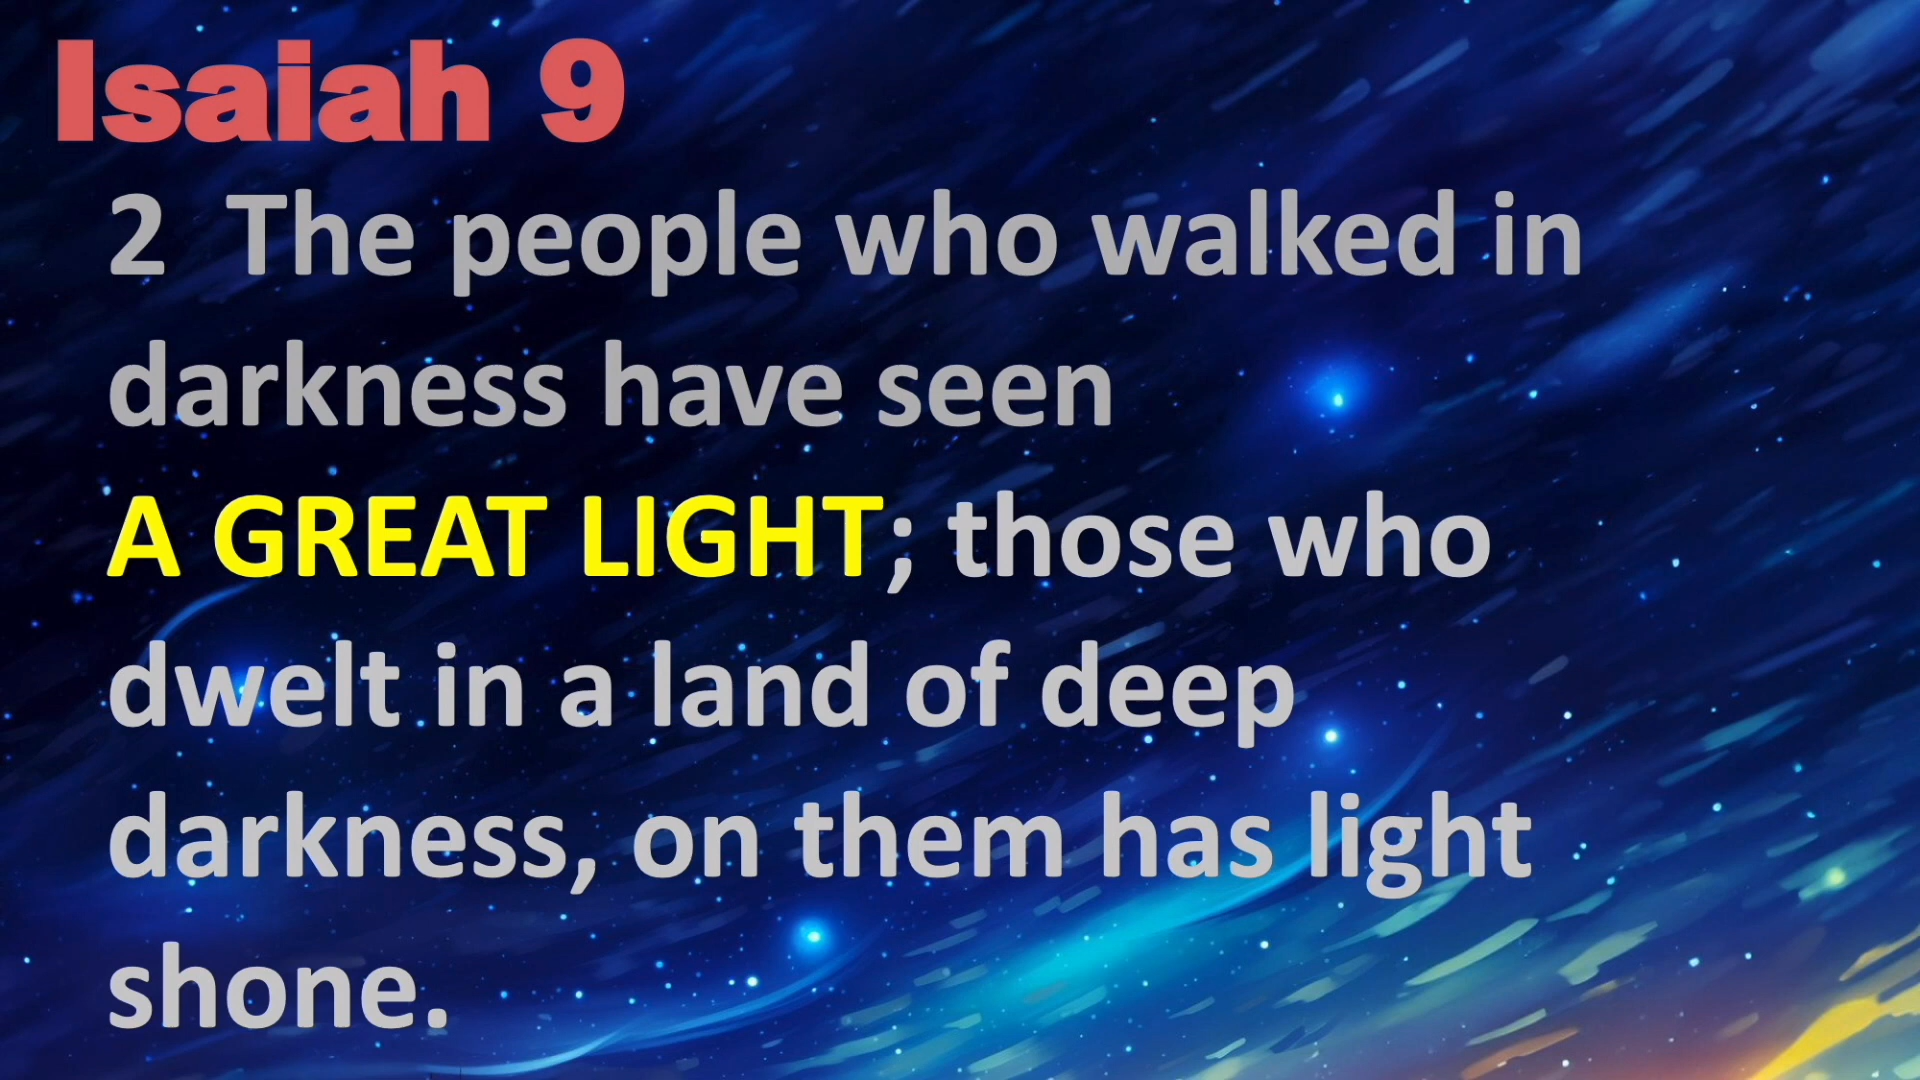 Isaiah 9
2 The people who walked in
darkness have seen
A GREAT LIGHT; those who
dwelt in a land of deep
darkness, on them has light
shone.